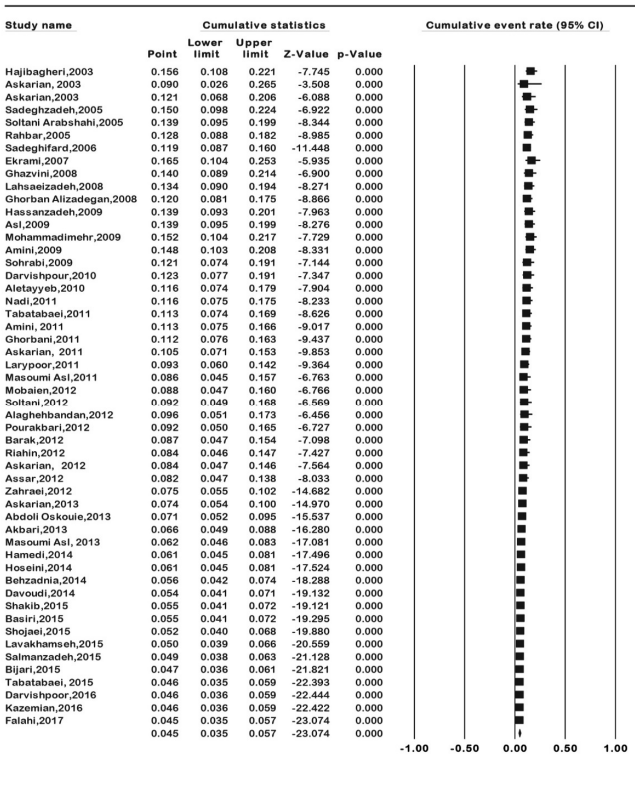 Study name Cumulative statistics Cumulative event rate (95% CI)
Lower Upper
Point limit limit Z-Value p-Value
Hajibagheri,2003 0.156 0.108 0.221 -7.745 0.000
Askarian, 2003 0.090 0.026 0.265 -3.508 0.000
Askarian,2003 0.121 0.068 0.206 -6.088 0.000
Sadeghzadeh,2005 0.150 0.098 0.224 -6.922 0.000
Soltani Arabshahi,2005 0.139 0.095 0.199 -8.344 0.000
Rahbar,2005 0.128 0.088 0.182 -8.985 0.000
Sadeghifard,2006 0.119 0.087 0.160 -11.448 0.000
Ekrami,2007 0.165 0.104 0.253 -5.935 0.000
Ghazvini,2008 0.140 0.089 0.214 -6.900 0.000
Lahsaeizadeh,2008 0.134 0.090 0.194 -8.271 0.000
Ghorban Alizadegan,2008 0.120 0.081 0.175 -8.866 0.000
Hassanzadeh,2009 0.139 0.093 0.201 -7.963 0.000
Asl,2009 0.139 0.095 0.199 -8.276 0.000
Mohammadimehr,2009 0.152 0.104 0.217 -7.729 0.000
Amini,2009 0.148 0.103 0.208 -8.331 0.000
Sohrabi,2009 0.121 0.074 0.191 -7.144 0.000
Darvishpour,2010 0.123 0.077 0.191 -7.347 0.000
Aletayyeb,2010 0.116 0.074 0.179 -7.904 0.000
Nadi,2011 0.116 0.075 0.175 -8.233 0.000
Tabatabaei,2011 0.113 0.074 0.169 -8.626 0.000
Amini, 2011 0.113 0.075 0.166 -9.017 0.000
Ghorbani,2011 0.112 0.076 0.163 -9.437 0.000
Askarian, 2011 0.105 0.071 0.153 -9.853 0.000
Larypoor,2011 0.093 0.060 0.142 -9.364 0.000
Masoumi Asl,2011 0.086 0.045 0.157 -6.763 0.000
Mobaien,2012 0.088 0.047 0.160 -6.766 0.000
Soltani,2012 0.092 0.049 0.168 -6.569 0.000
Alaghehbandan,2012 0.096 0.051 0.173 -6.456 0.000
Pourakbari,2012 0.092 0.050 0.165 -6.727 0.000
Barak,2012 0.087 0.047 0.154 -7.098 0.000
Riahin,2012 0.084 0.046 0.147 -7.427 0.000
Askarian, 2012 0.084 0.047 0.146 -7.564 0.000
Assar,2012 0.082 0.047 0.138 -8.033 0.000
Zahraei,2012 0.075 0.055 0.102 -14.682 0.000
Askarian,2013 0.074 0.054 0.100 -14.970 0.000
Abdoli Oskouie,2013 0.071 0.052 0.095 -15.537 0.000
Akbari,2013 0.066 0.049 0.088 -16.280 0.000
Masoumi Asl, 2013 0.062 0.046 0.083 -17.081 0.000
Hamedi,2014 0.061 0.045 0.081 -17.496 0.000
Hoseini,2014 0.061 0.045 0.081 -17.524 0.000
Behzadnia,2014 0.056 0.042 0.074 -18.288 0.000
Davoudi,2014 0.054 0.041 0.071 -19.132 0.000
Shakib,2015 0.055 0.041 0.072 -19.121 0.000
Basiri,2015 0.055 0.041 0.072 -19.295 0.000
Shojaei,2015 0.052 0.040 0.068 -19.880 0.000
Lavakhamseh,2015 0.050 0.039 0.066 -20.559 0.000
Salmanzadeh,2015 0.049 0.038 0.063 -21.128 0.000
Bijari,2015 0.047 0.036 0.061 -21.821 0.000
Tabatabaei, 2015 0.046 0.035 0.059 -22.393 0.000
Darvishpoor,2016 0.046 0.036 0.059 -22.444 0.000
Kazemian,2016 0.046 0.036 0.059 -22.422 0.000
Falahi,2017 0.045 0.035 0.057 -23.074 0.000
0.045 0.035 0.057 -23.074 0.000
-1.00 -0.50 0.00 0.50 1.00